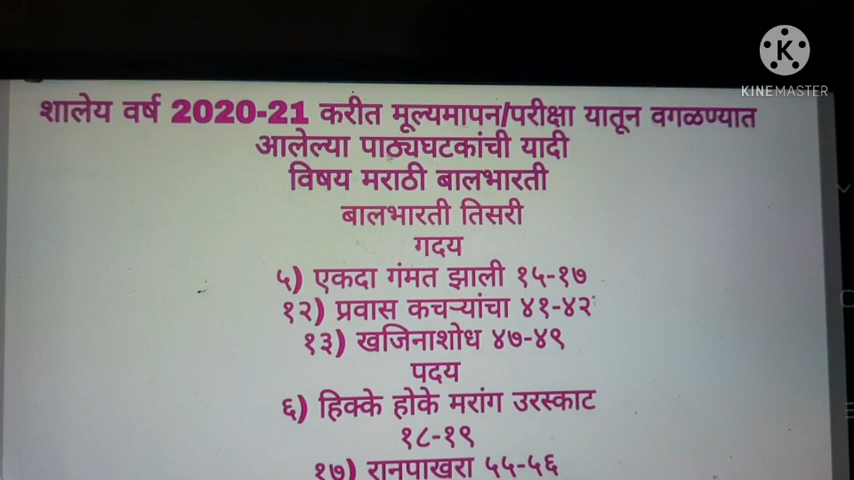 KINEMASTER
शालेय वर्ष 2020-21 करीत मूल्यमापन/परीक्षा यातून वगळण्यात
आलेल्या पाठ्यघटकांची यादी
विषय मराठी बालभारती
बालभारती तिसरी
गदय
५) एकदा गंमत झाली १५-१७
१२) प्रवास कचऱ्यांचा ४१-४२
१३) खजिनाशोध ४७-४९
पदय
६) हिक्के होके मरांग उरस्काट
१८-१९
१७) रानपाखरा ५५-५६